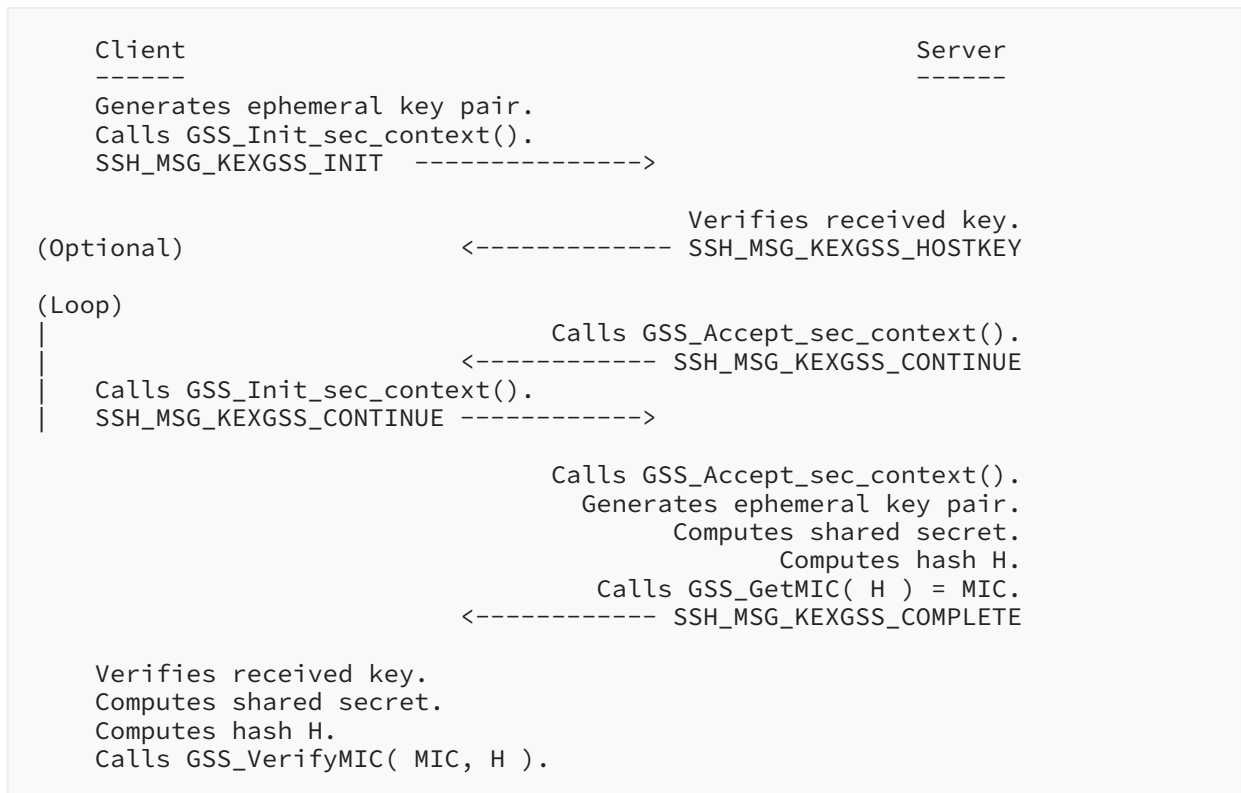 Client                                                Server
------                                                ------
Generates ephemeral key pair.
Calls GSS_Init_sec_context().
SSH_MSG_KEXGSS_INIT  --------------->
Verifies received key.
(Optional)                  <------------- SSH_MSG_KEXGSS_HOSTKEY
(Loop)
|                                 Calls GSS_Accept_sec_context().
|                           <------------ SSH_MSG_KEXGSS_CONTINUE
|   Calls GSS_Init_sec_context().
|   SSH_MSG_KEXGSS_CONTINUE ------------>
Calls GSS_Accept_sec_context().
Generates ephemeral key pair.
Computes shared secret.
Computes hash H.
Calls GSS_GetMIC( H ) = MIC.
<------------ SSH_MSG_KEXGSS_COMPLETE
Verifies received key.
Computes shared secret.
Computes hash H.
Calls GSS_VerifyMIC( MIC, H ).